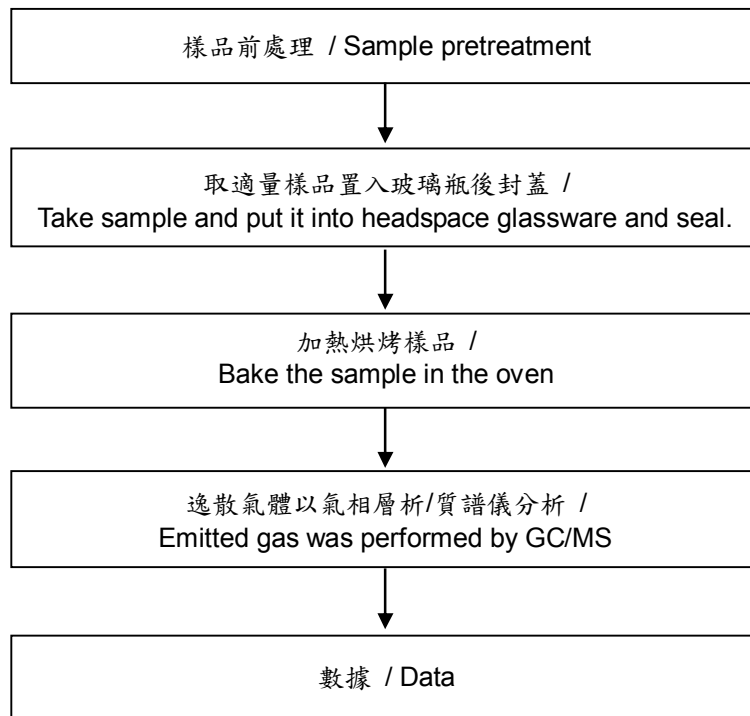 樣品前處理 / Sample pretreatment
取適量樣品置入玻璃瓶後封蓋 /
Take sample and put it into headspace glassware and seal.
加熱烘烤樣品 /
Bake the sample in the oven
逸散氣體以氣相層析/質譜儀分析 /
Emitted gas was performed by GC/MS
數據 / Data